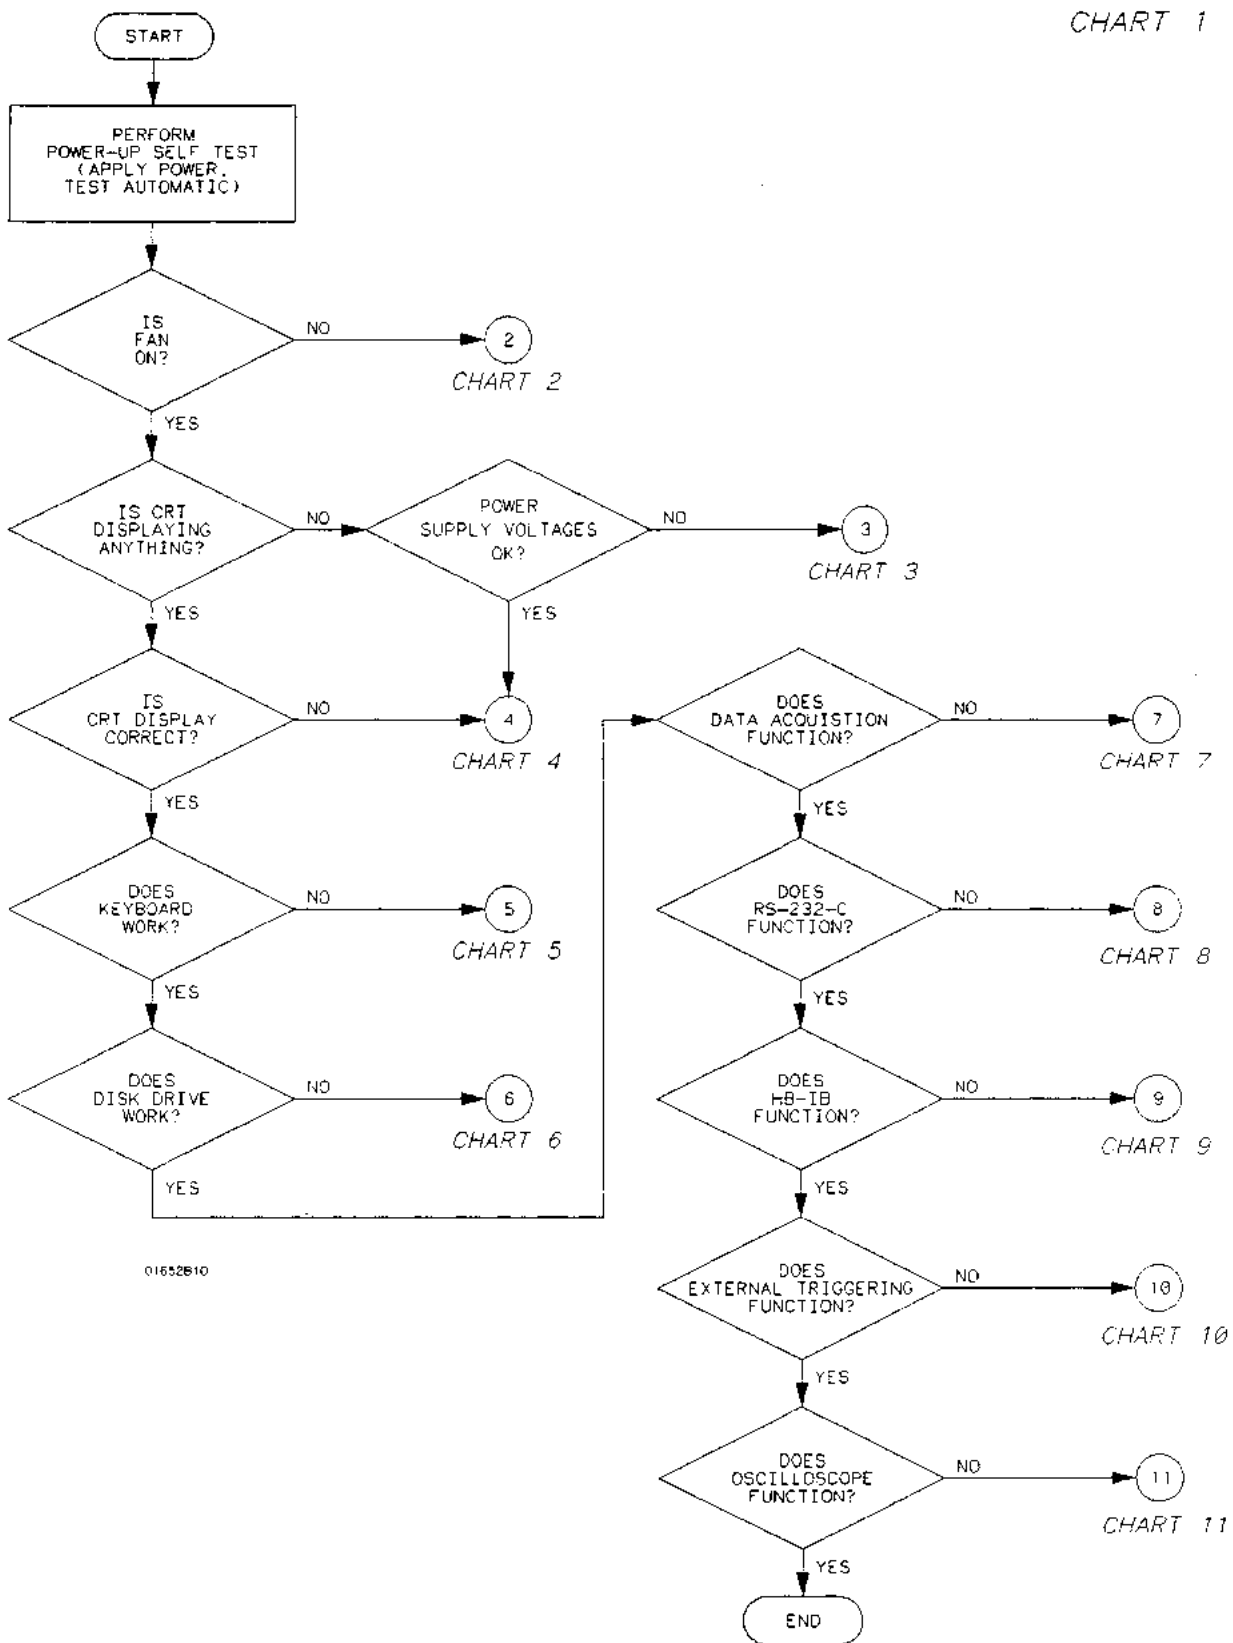 CHART 1
START
PERFORM
POWER-UP SELF TEST
(APPLY POWER,
TEST AUTOMATIC)
IS
FAN
ON?
NO
2
CHART 2
YES
IS CRT
DISPLAYING
ANYTHING?
NO
POWER
SUPPLY VOLTAGES
OK?
NO
3
CHART 3
YES
YES
IS
CRT DISPLAY
CORRECT?
NO
4
CHART 4
YES
DOES
KEYBOARD
WORK?
NO
5
CHART 5
YES
DOES
DISK DRIVE
WORK?
NO
6
CHART 6
YES
DOES
DATA ACQUISTION
FUNCTION?
NO
7
CHART 7
YES
DOES
RS-232-C
FUNCTION?
NO
8
CHART 8
YES
DOES
HB-IB
FUNCTION?
NO
9
CHART 9
YES
DOES
EXTERNAL TRIGGERING
FUNCTION?
NO
10
CHART 10
YES
DOES
OSCILLOSCOPE
FUNCTION?
NO
11
CHART 11
YES
END
01652B10